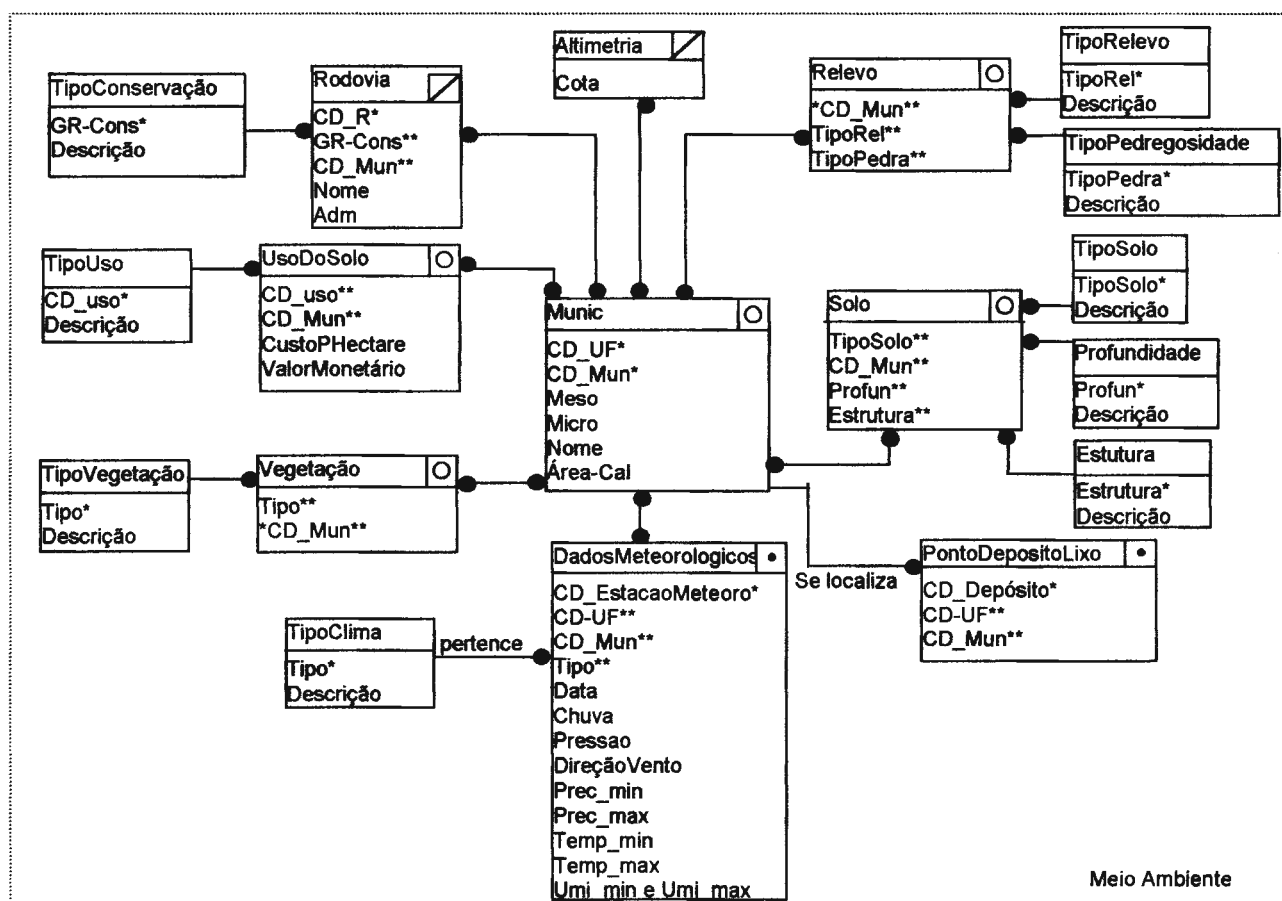 TipoConservação
GR-Cons*
Descrição
Rodovia
CD_R*
GR-Cons**
CD_Mun**
Nome
Adm
Altimetria
Cota
Relevo
*CD_Mun**
TipoRel**
TipoPedra**
TipoRelevo
TipoRel*
Descrição
TipoPedregosidade
TipoPedra*
Descrição
TipoUso
CD_uso*
Descrição
UsoDoSolo
CD_uso**
CD_Mun**
CustoPHectare
ValorMonetário
Munic
CD_UF*
CD_Mun*
Meso
Micro
Nome
Área-Cal
Solo
TipoSolo**
CD_Mun**
Profun**
Estrutura**
TipoSolo
TipoSolo*
Descrição
Profundidade
Profun*
Descrição
Estutura
Estrutura*
Descrição
TipoVegetação
Tipo*
Descrição
Vegetação
Tipo**
*CD_Mun**
TipoClima
Tipo*
Descrição
pertence
DadosMeteorologicos
CD_EstacaoMeteoro*
CD-UF**
CD_Mun**
Tipo**
Data
Chuva
Pressao
DireçãoVento
Prec_min
Prec_max
Temp_min
Temp_max
Umi_min e Umi_max
Se localiza
PontoDepositoLixo
CD_Depósito*
CD-UF**
CD_Mun**
Meio Ambiente